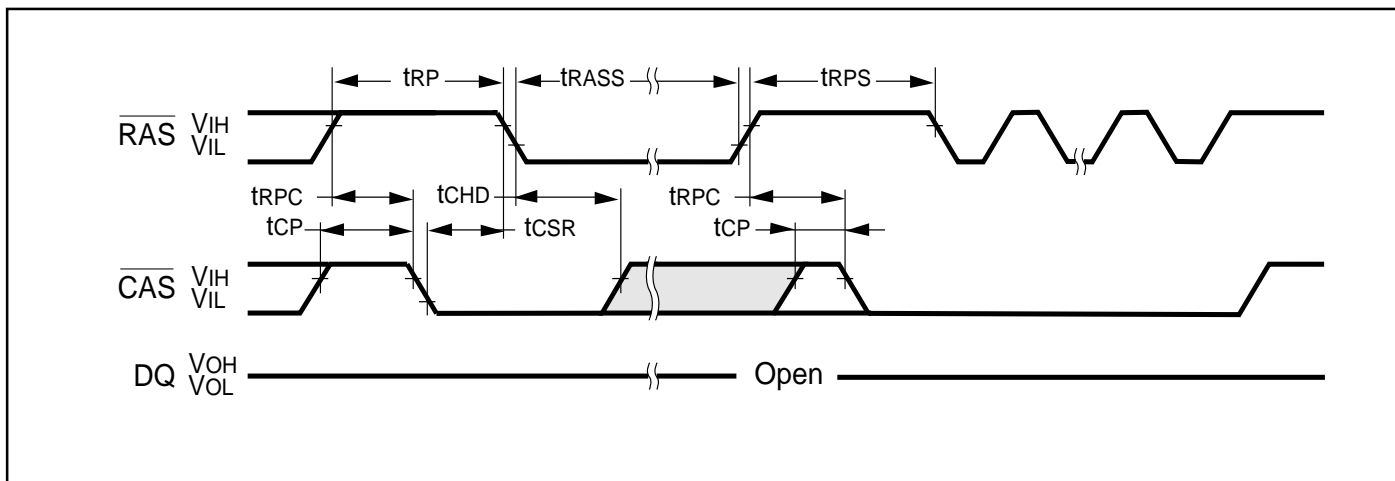 tRP tRASS tRPS
RAS VIH
VIL
tRPC tCHD tRPC
tCP tCSR tCP
CAS VIH
VIL
DQ VOH
VOL
Open